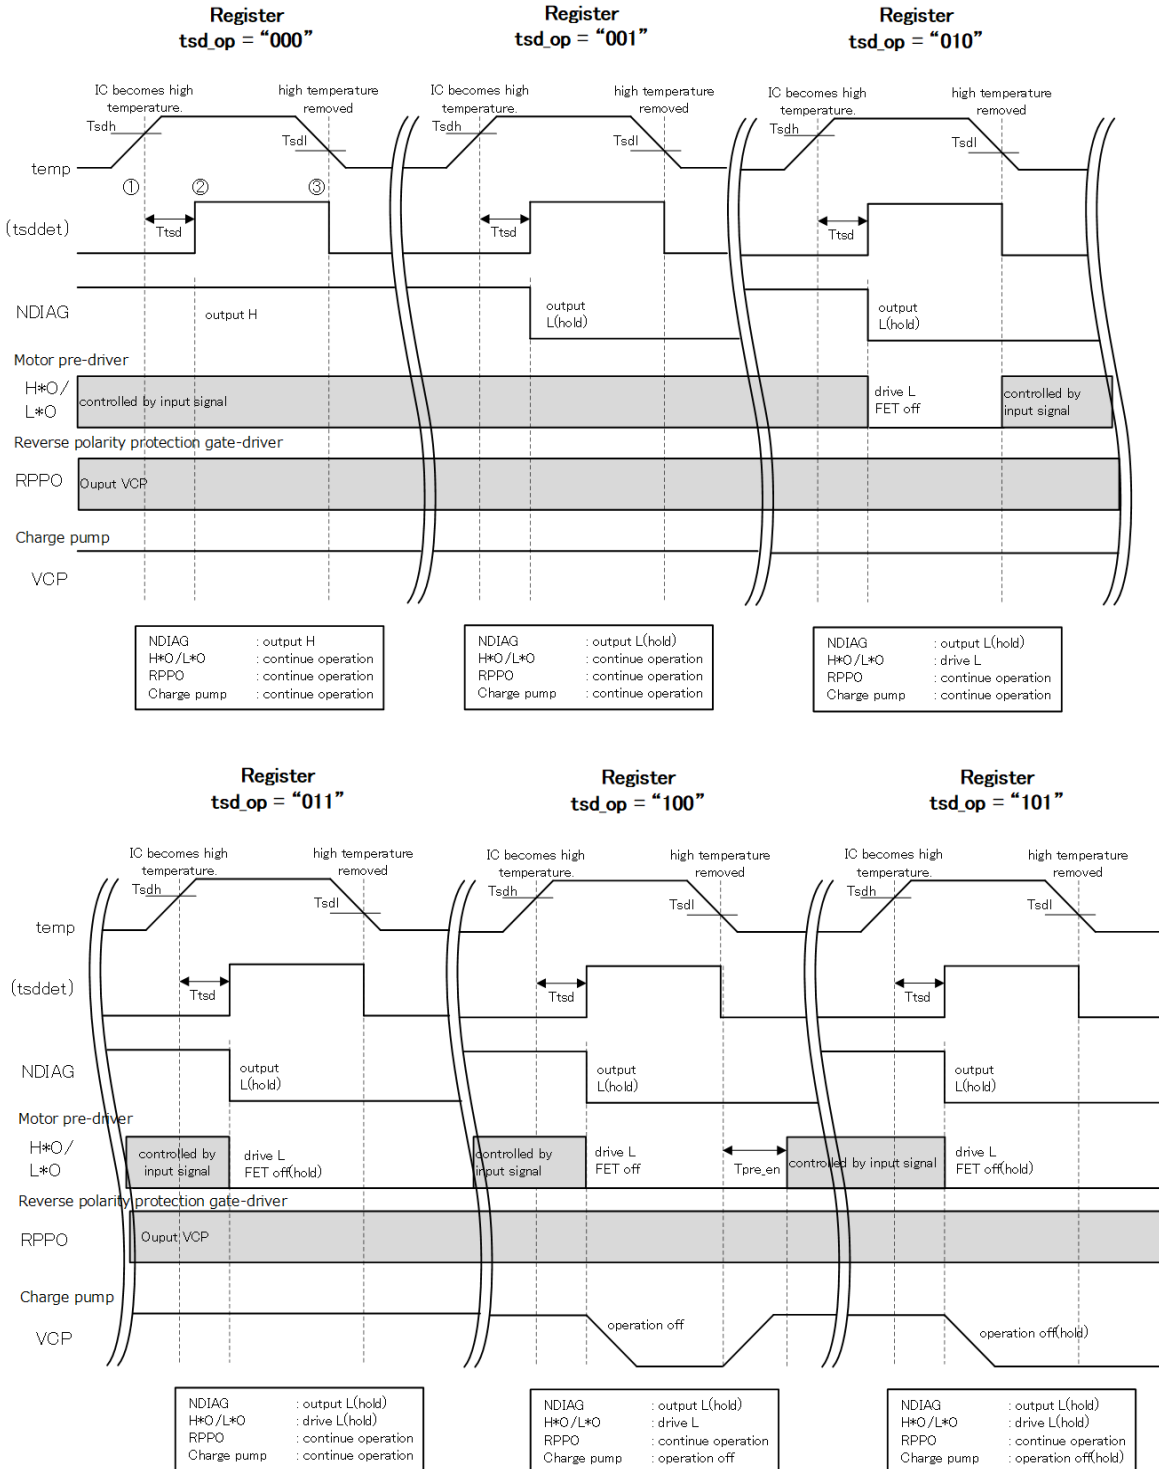 Register
tsd_op = “000”
Register
tsd_op = “001”
Register
tsd_op = “010”
IC becomes high
temperature.
high temperature
removed
IC becomes high
temperature.
high temperature
removed
IC becomes high
temperature.
high temperature
removed
Tsdh
Tsdl
Tsdh
Tsdl
Tsdh
Tsdl
temp
① ② ③
(tsddet)
Ttsd
Ttsd
Ttsd
NDIAG
output H
output
L(hold)
output
L(hold)
Motor pre-driver
H*O/
L*O
controlled by input signal
drive L
FET off
controlled by
input signal
Reverse polarity protection gate-driver
RPPO
Ouput VCP
Charge pump
VCP
NDIAG : output H
H*O/L*O : continue operation
RPPO : continue operation
Charge pump : continue operation
NDIAG : output L(hold)
H*O/L*O : continue operation
RPPO : continue operation
Charge pump : continue operation
NDIAG : output L(hold)
H*O/L*O : drive L
RPPO : continue operation
Charge pump : continue operation
Register
tsd_op = “011”
Register
tsd_op = “100”
Register
tsd_op = “101”
IC becomes high
temperature.
high temperature
removed
IC becomes high
temperature.
high temperature
removed
IC becomes high
temperature.
high temperature
removed
Tsdh
Tsdl
Tsdh
Tsdl
Tsdh
Tsdl
temp
(tsddet)
Ttsd
Ttsd
Ttsd
NDIAG
output
L(hold)
output
L(hold)
output
L(hold)
Motor pre-driver
H*O/
L*O
controlled by
input signal
drive L
FET off(hold)
controlled by
input signal
drive L
FET off
Tpre_en
controlled by input signal
drive L
FET off(hold)
Reverse polarity protection gate-driver
RPPO
Ouput VCP
Charge pump
VCP
operation off
operation off(hold)
NDIAG : output L(hold)
H*O/L*O : drive L(hold)
RPPO : continue operation
Charge pump : continue operation
NDIAG : output L(hold)
H*O/L*O : drive L
RPPO : continue operation
Charge pump : operation off
NDIAG : output L(hold)
H*O/L*O : drive L(hold)
RPPO : continue operation
Charge pump : operation off(hold)